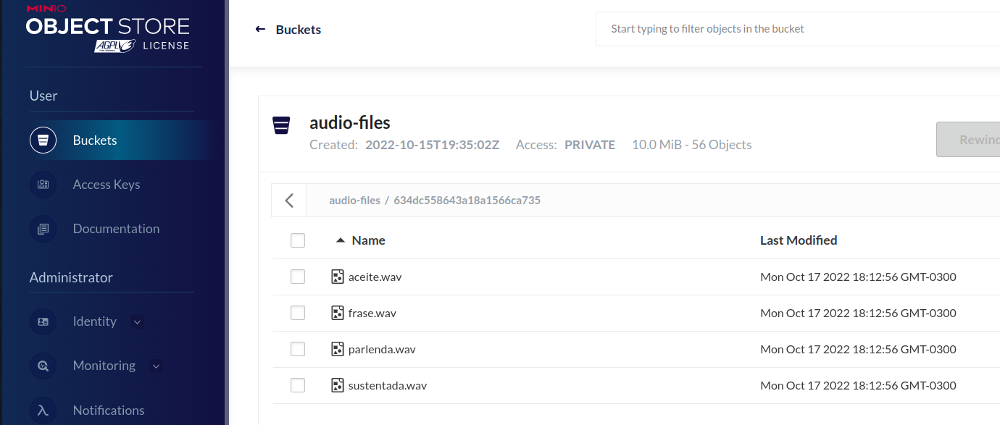 MINIO
OBJECT STORE
AGPL v3 LICENSE
User
Buckets
Access Keys
Documentation
Administrator
Identity
Monitoring
Notifications
Buckets
Start typing to filter objects in the bucket
audio-files
Created: 2022-10-15T19:35:02Z Access: PRIVATE 10.0 MiB - 56 Objects
Rewind
audio-files / 634dc558643a18a1566ca735
Name Last Modified
aceite.wav Mon Oct 17 2022 18:12:56 GMT-0300
frase.wav Mon Oct 17 2022 18:12:56 GMT-0300
parlenda.wav Mon Oct 17 2022 18:12:56 GMT-0300
sustentada.wav Mon Oct 17 2022 18:12:56 GMT-0300